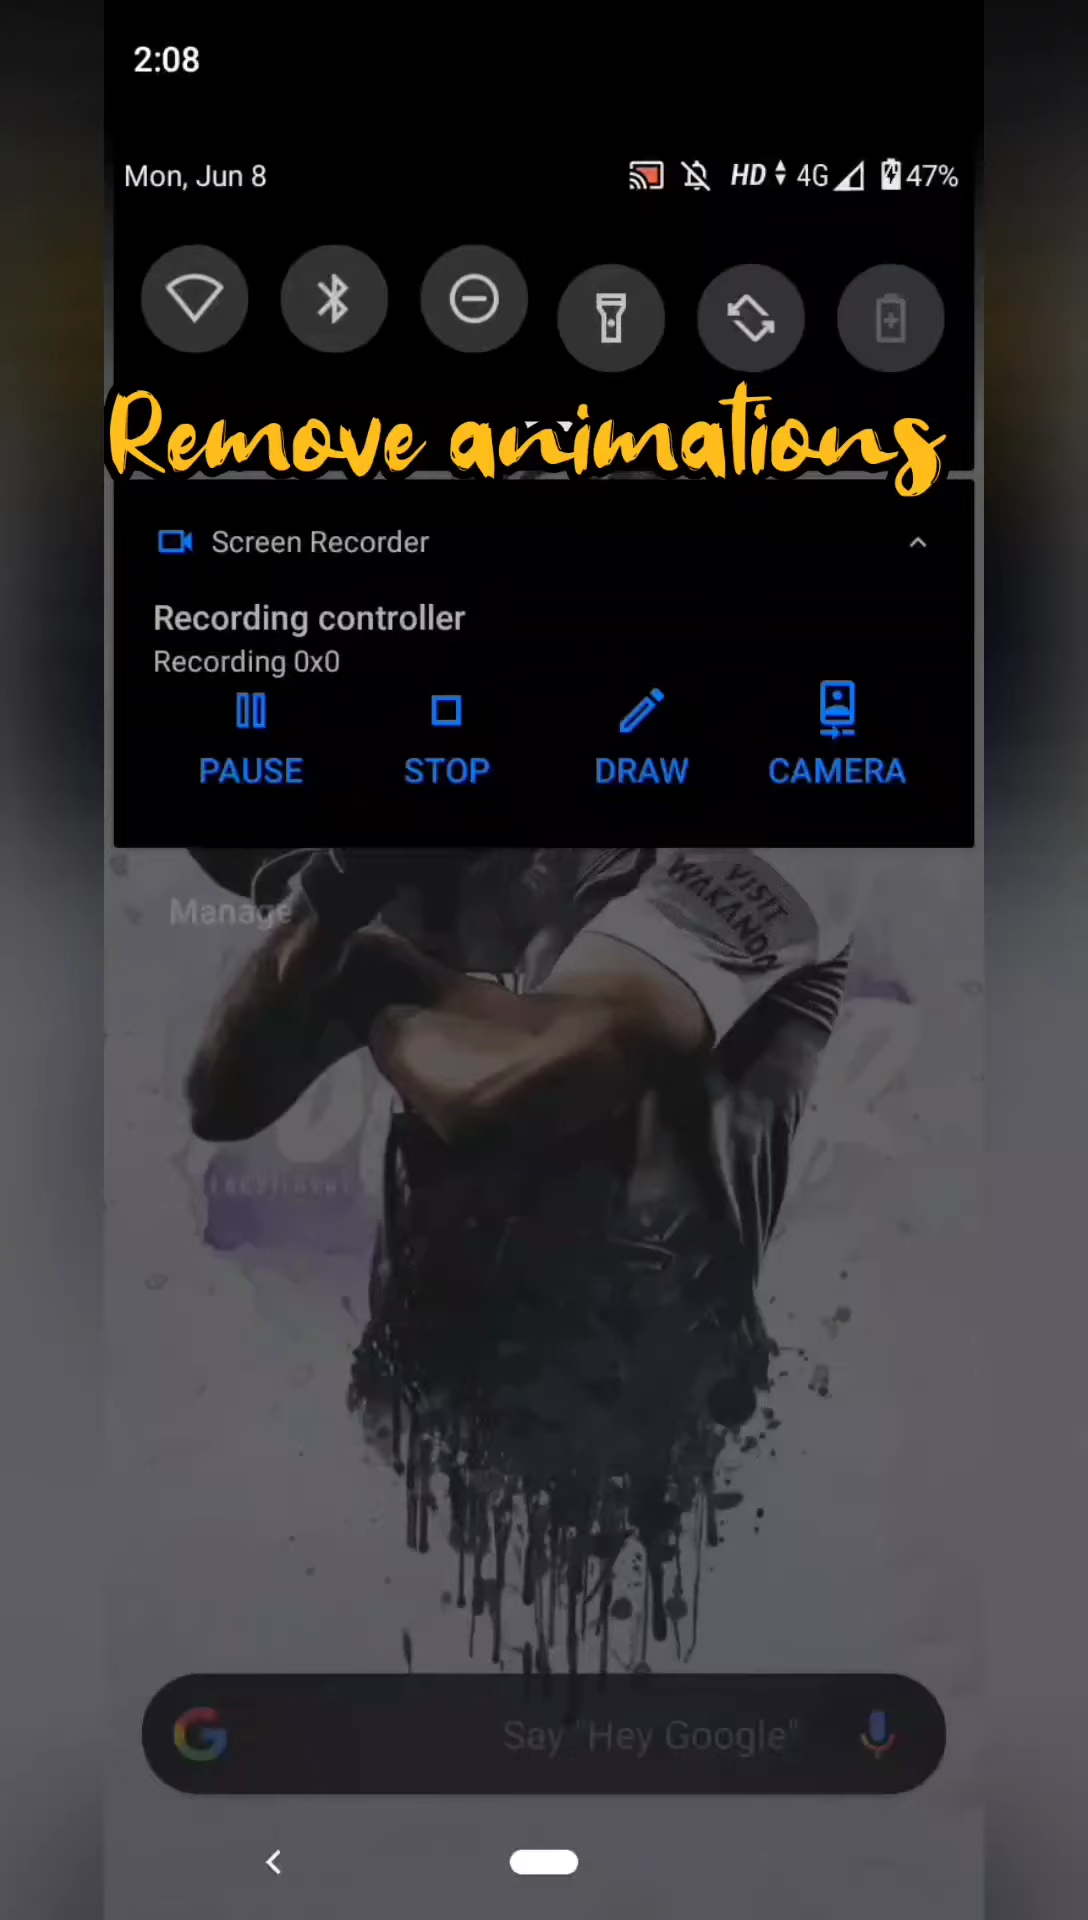 2:08
Mon, Jun 8 HD 4G 47%
Remove animations
Screen Recorder
Recording controller
Recording 0x0
PAUSE STOP DRAW CAMERA
VISIT
WAKANDA
Manage
Say "Hey Google"